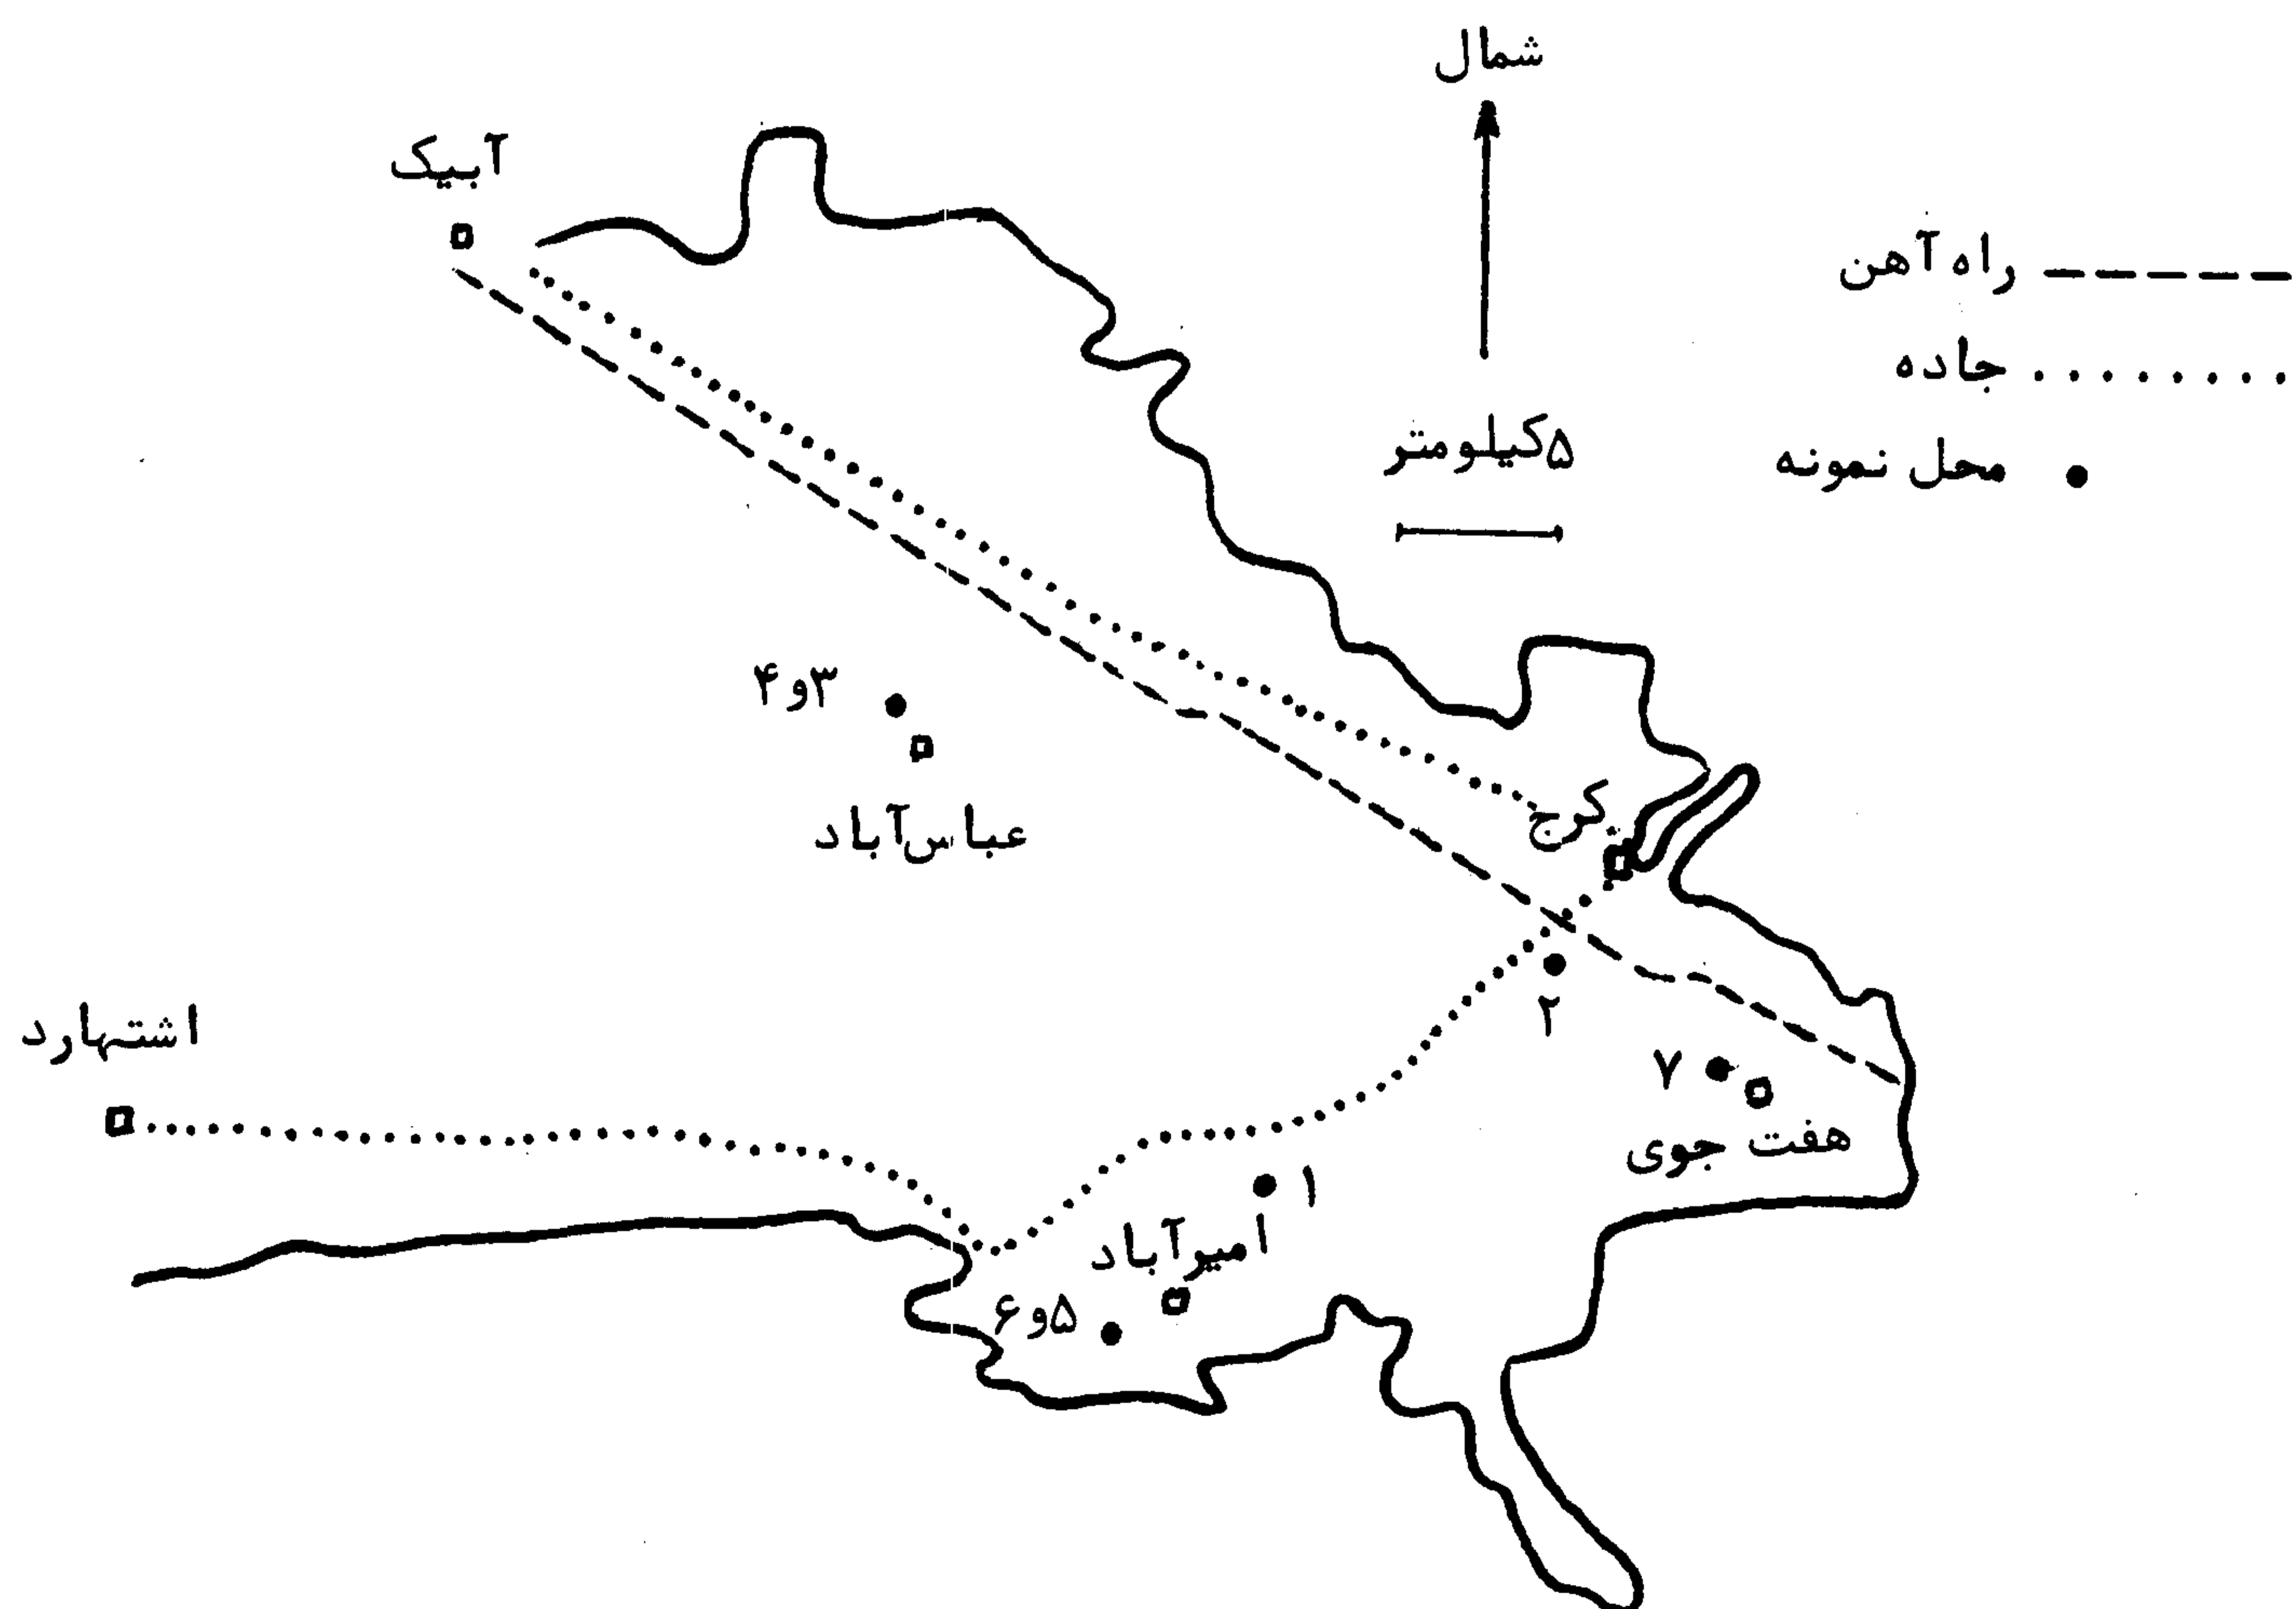 شمال
آبیک
راه آهن
جاده
۵کیلومتر
محل نمونه
۳و۴
عباس‌آباد
کرج
اشتهارد
۲
۷
هفت جوی
۱
امیرآباد
۵و۶